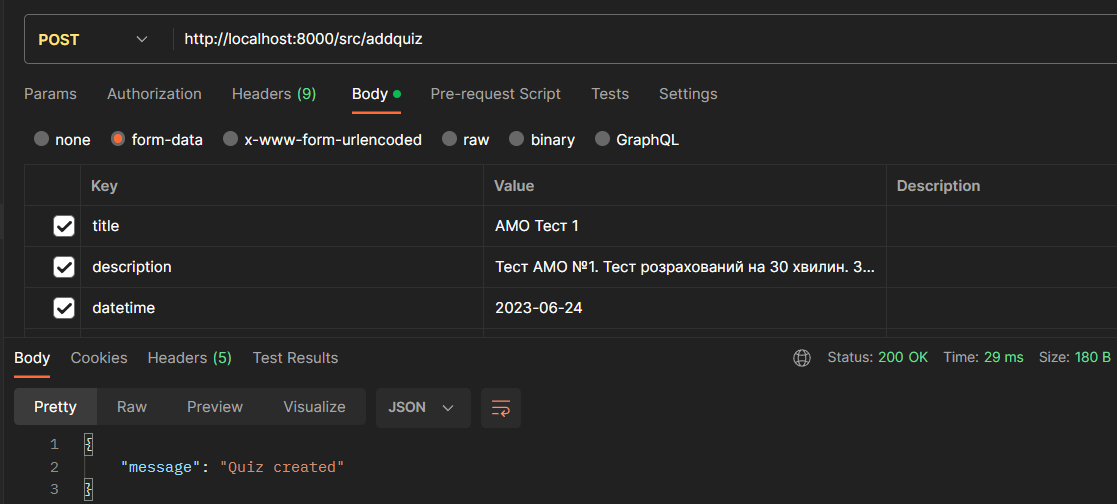 POST http://localhost:8000/src/addquiz
Params Authorization Headers (9) Body Pre-request Script Tests Settings
none form-data x-www-form-urlencoded raw binary GraphQL
Key Value Description
title АМО Тест 1
description Тест АМО №1. Тест розрахований на 30 хвилин. З...
datetime 2023-06-24
Body Cookies Headers (5) Test Results Status: 200 OK Time: 29 ms Size: 180 B
Pretty Raw Preview Visualize JSON
1 {
2 "message": "Quiz created"
3 }